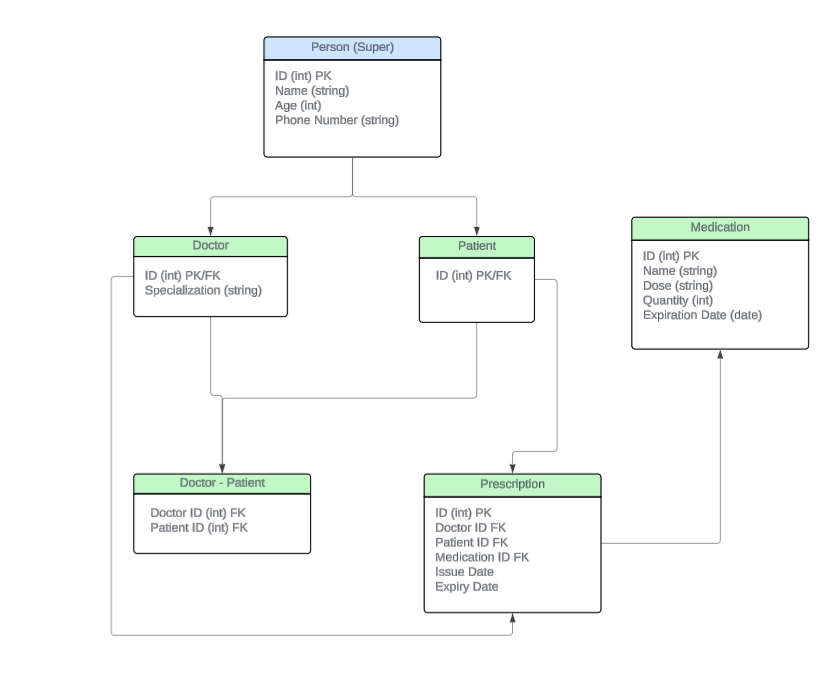 Person (Super)
ID (int) PK
Name (string)
Age (int)
Phone Number (string)
Doctor
ID (int) PK/FK
Specialization (string)
Patient
ID (int) PK/FK
Medication
ID (int) PK
Name (string)
Dose (string)
Quantity (int)
Expiration Date (date)
Doctor - Patient
Doctor ID (int) FK
Patient ID (int) FK
Prescription
ID (int) PK
Doctor ID FK
Patient ID FK
Medication ID FK
Issue Date
Expiry Date